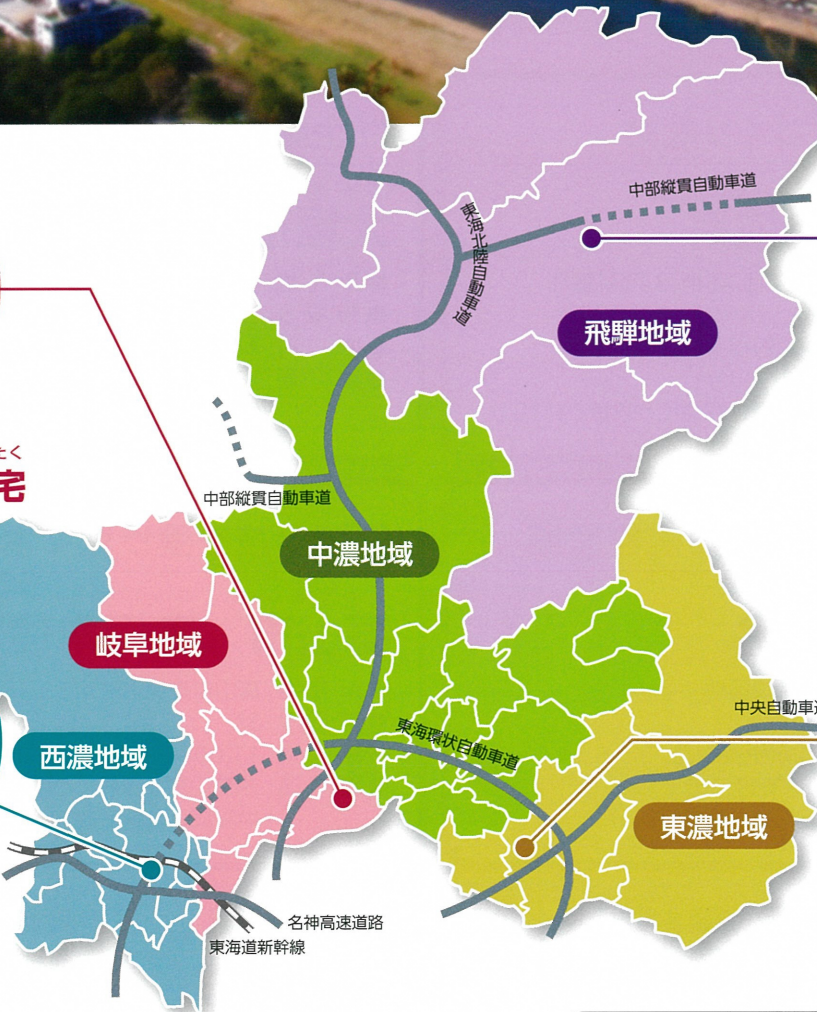 中部縦貫自動車道
東海北陸自動車道
飛騨地域
たく
宅
中部縦貫自動車道
中濃地域
岐阜地域
中央自動車道
東海環状自動車道
西濃地域
東濃地域
名神高速道路
東海道新幹線